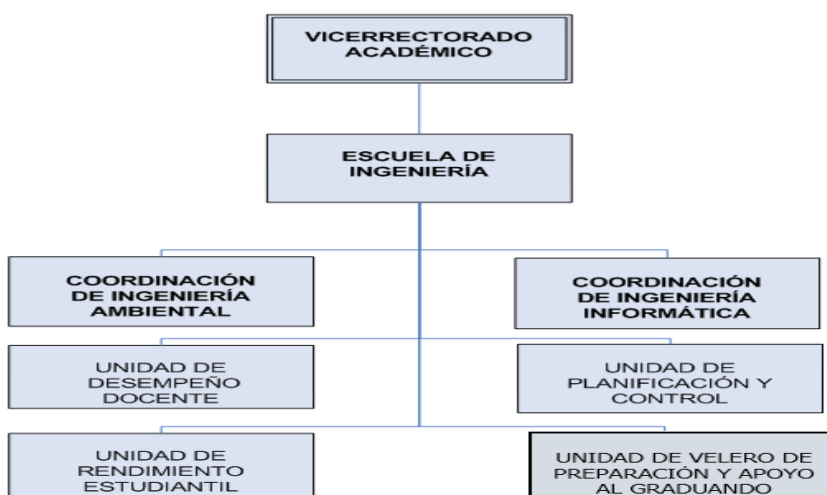 VICERRECTORADO
ACADÉMICO
ESCUELA DE
INGENIERÍA
COORDINACIÓN
DE INGENIERÍA
AMBIENTAL
COORDINACIÓN
DE INGENIERÍA
INFORMÁTICA
UNIDAD DE
DESEMPEÑO
DOCENTE
UNIDAD DE
PLANIFICACIÓN Y
CONTROL
UNIDAD DE
RENDIMIENTO
ESTUDIANTIL
UNIDAD DE VELERO DE
PREPARACIÓN Y APOYO
AL GRADUANDO